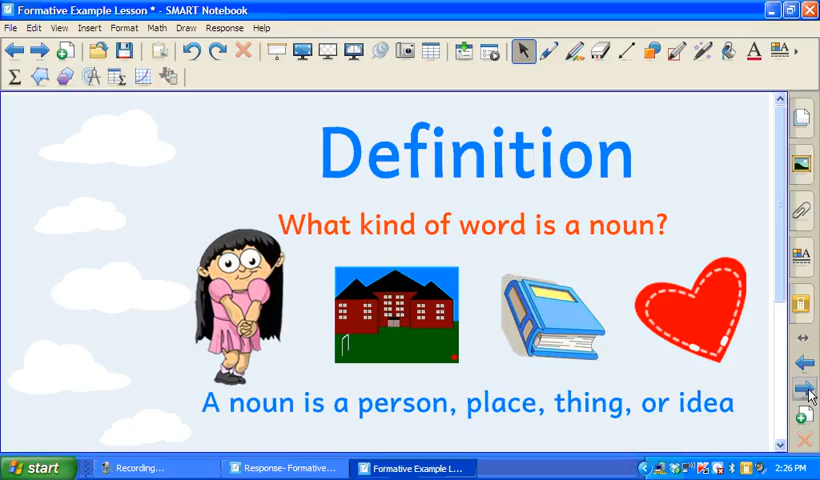 Formative Example Lesson * - SMART Notebook
File Edit View Insert Format Math Draw Response Help
Definition
What kind of word is a noun?
A noun is a person, place, thing, or idea
start
Recording...
Response- Formative...
Formative Example L...
2:26 PM